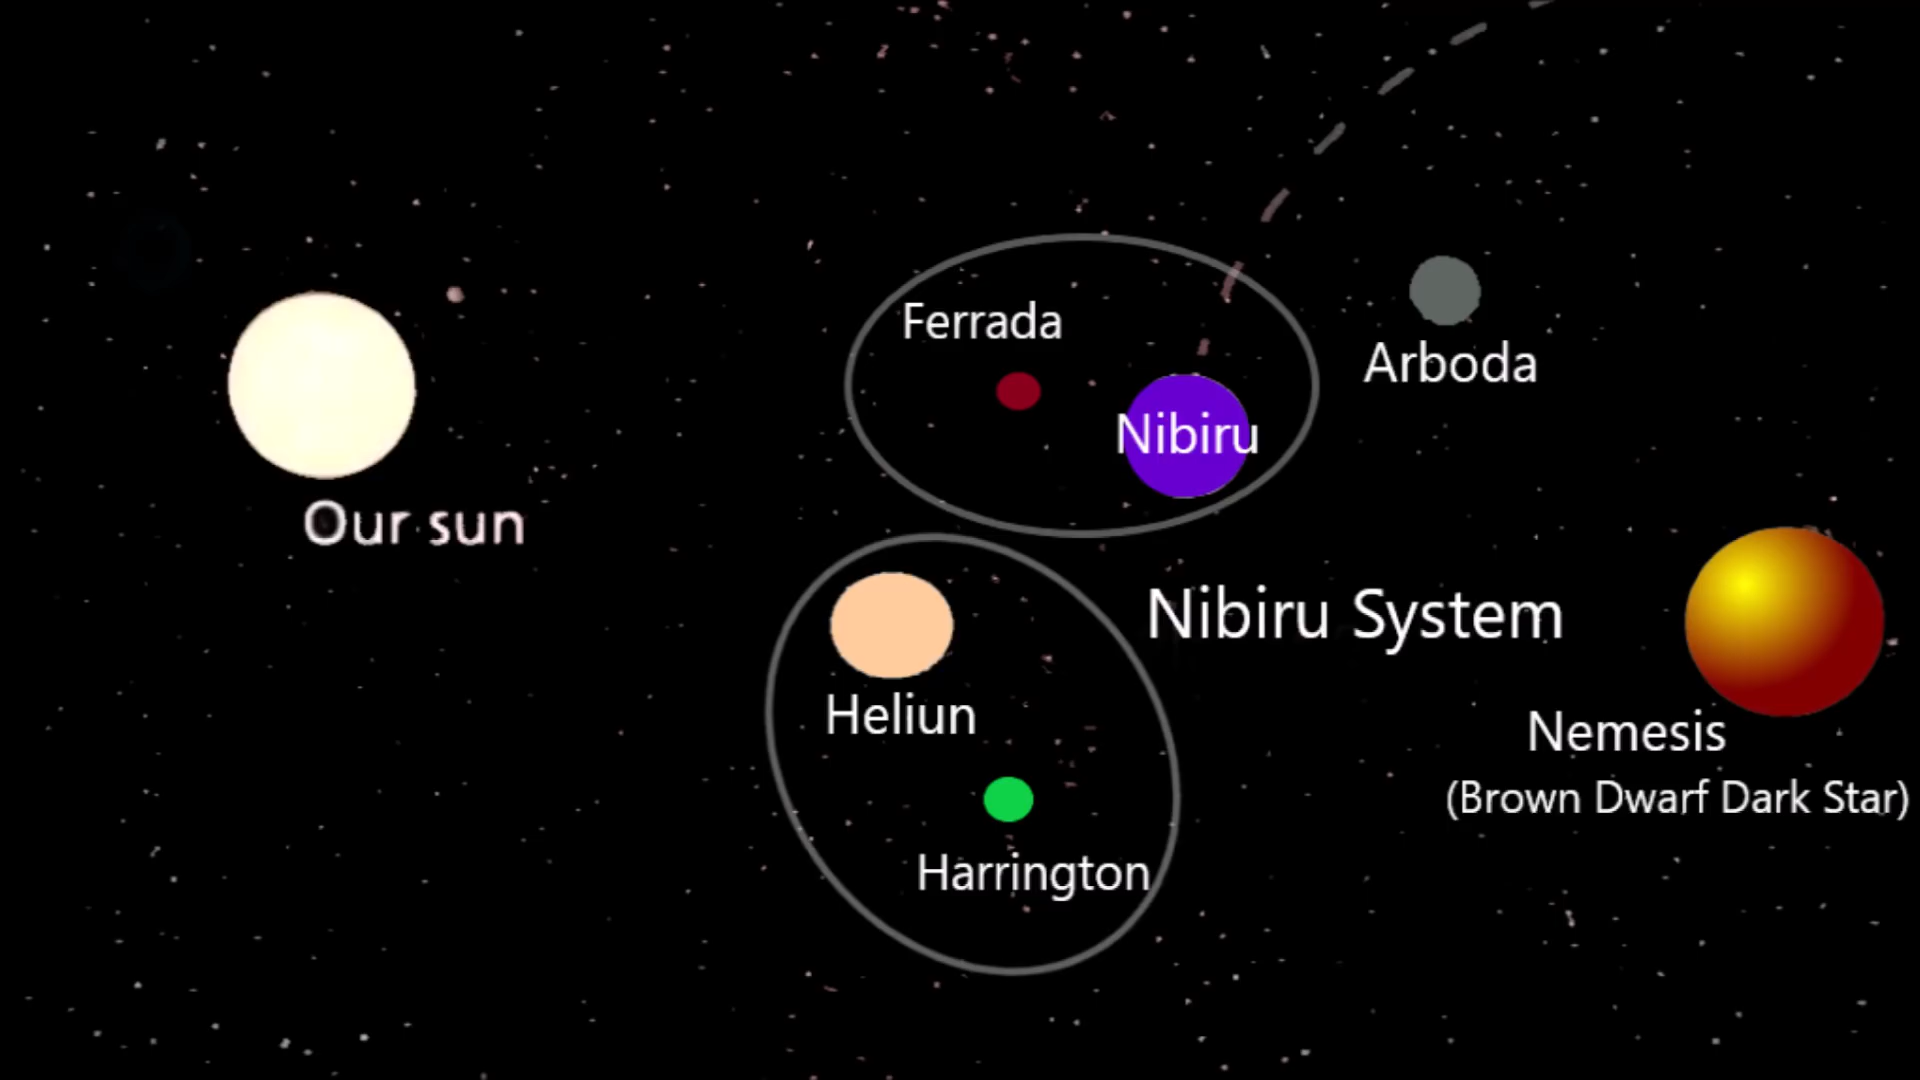 Ferrada
Arboda
Nibiru
Our sun
Nibiru System
Heliun
Nemesis
(Brown Dwarf Dark Star)
Harrington